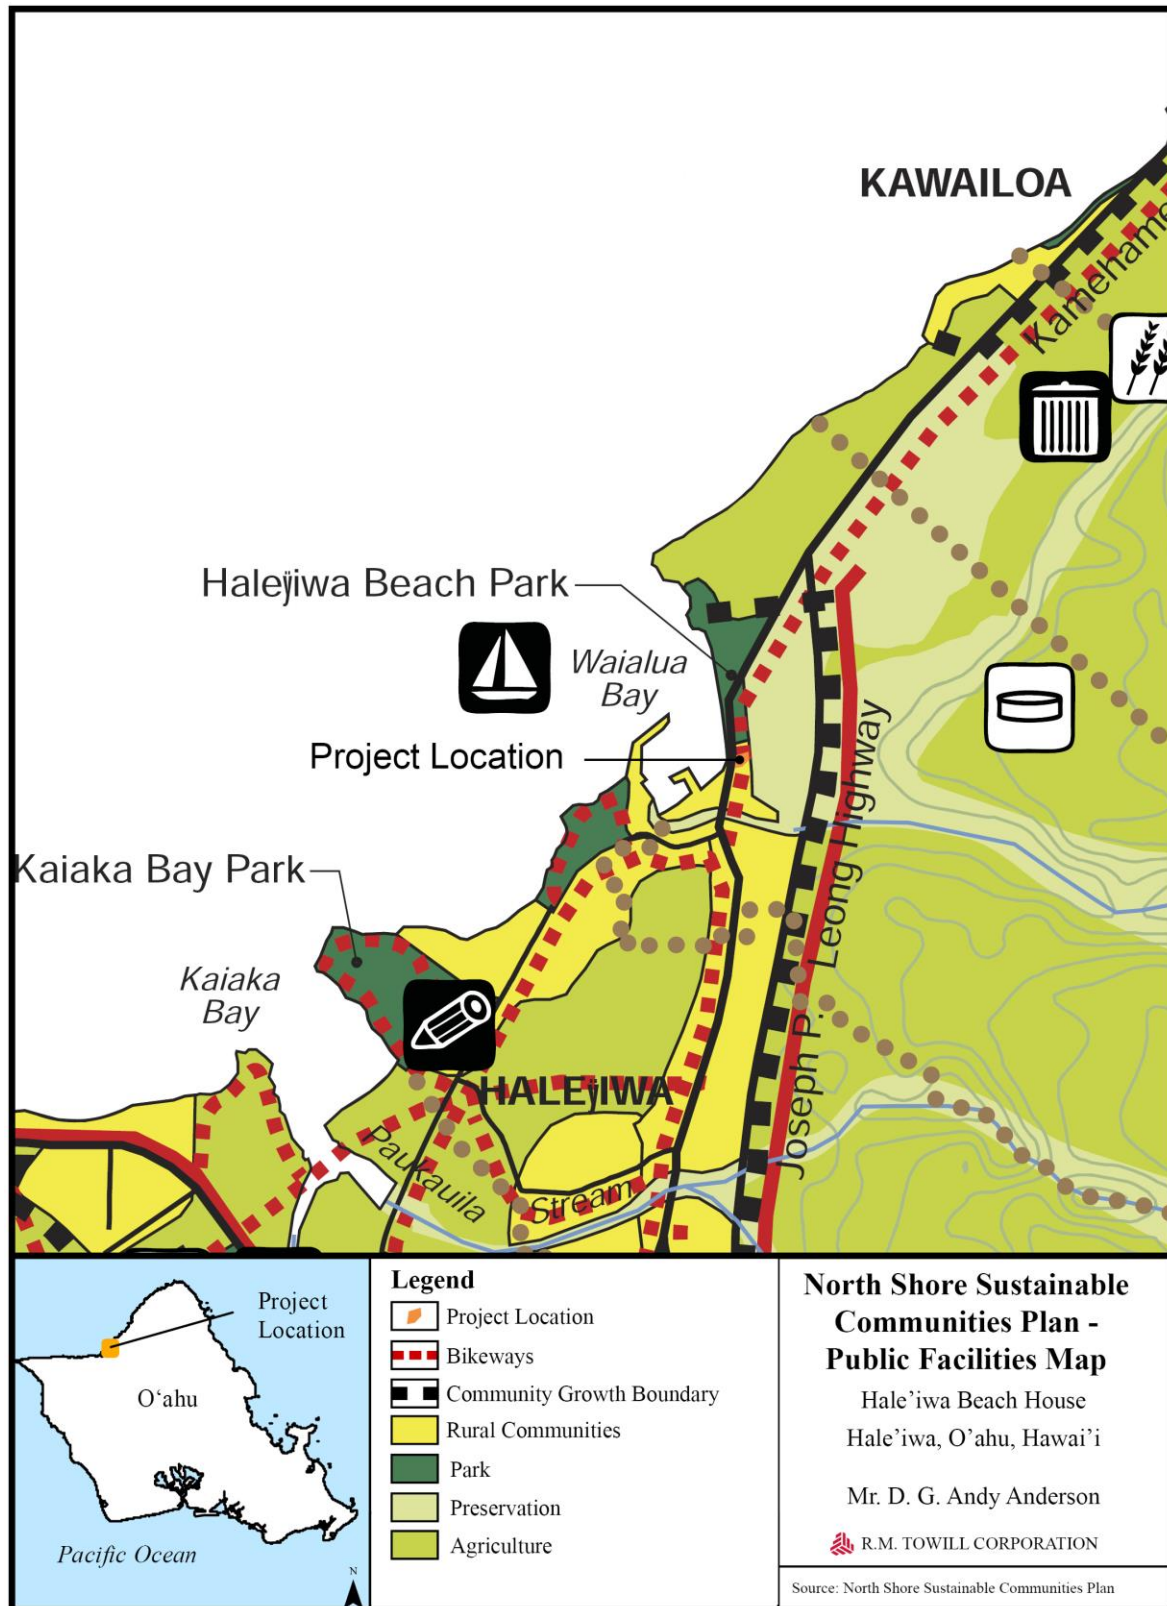 KAWAILOA
Kamehame
Haleÿiwa Beach Park
Waialua
Bay
Project Location
Joseph P. Leong Highway
Kaiaka Bay Park
Kaiaka
Bay
HALEÿIWA
Paukauila
Stream
Project
Location
O‘ahu
Pacific Ocean
N
Legend
Project Location
Bikeways
Community Growth Boundary
Rural Communities
Park
Preservation
Agriculture
North Shore Sustainable
Communities Plan -
Public Facilities Map
Hale’iwa Beach House
Hale’iwa, O’ahu, Hawai’i
Mr. D. G. Andy Anderson
R.M. TOWILL CORPORATION
Source: North Shore Sustainable Communities Plan